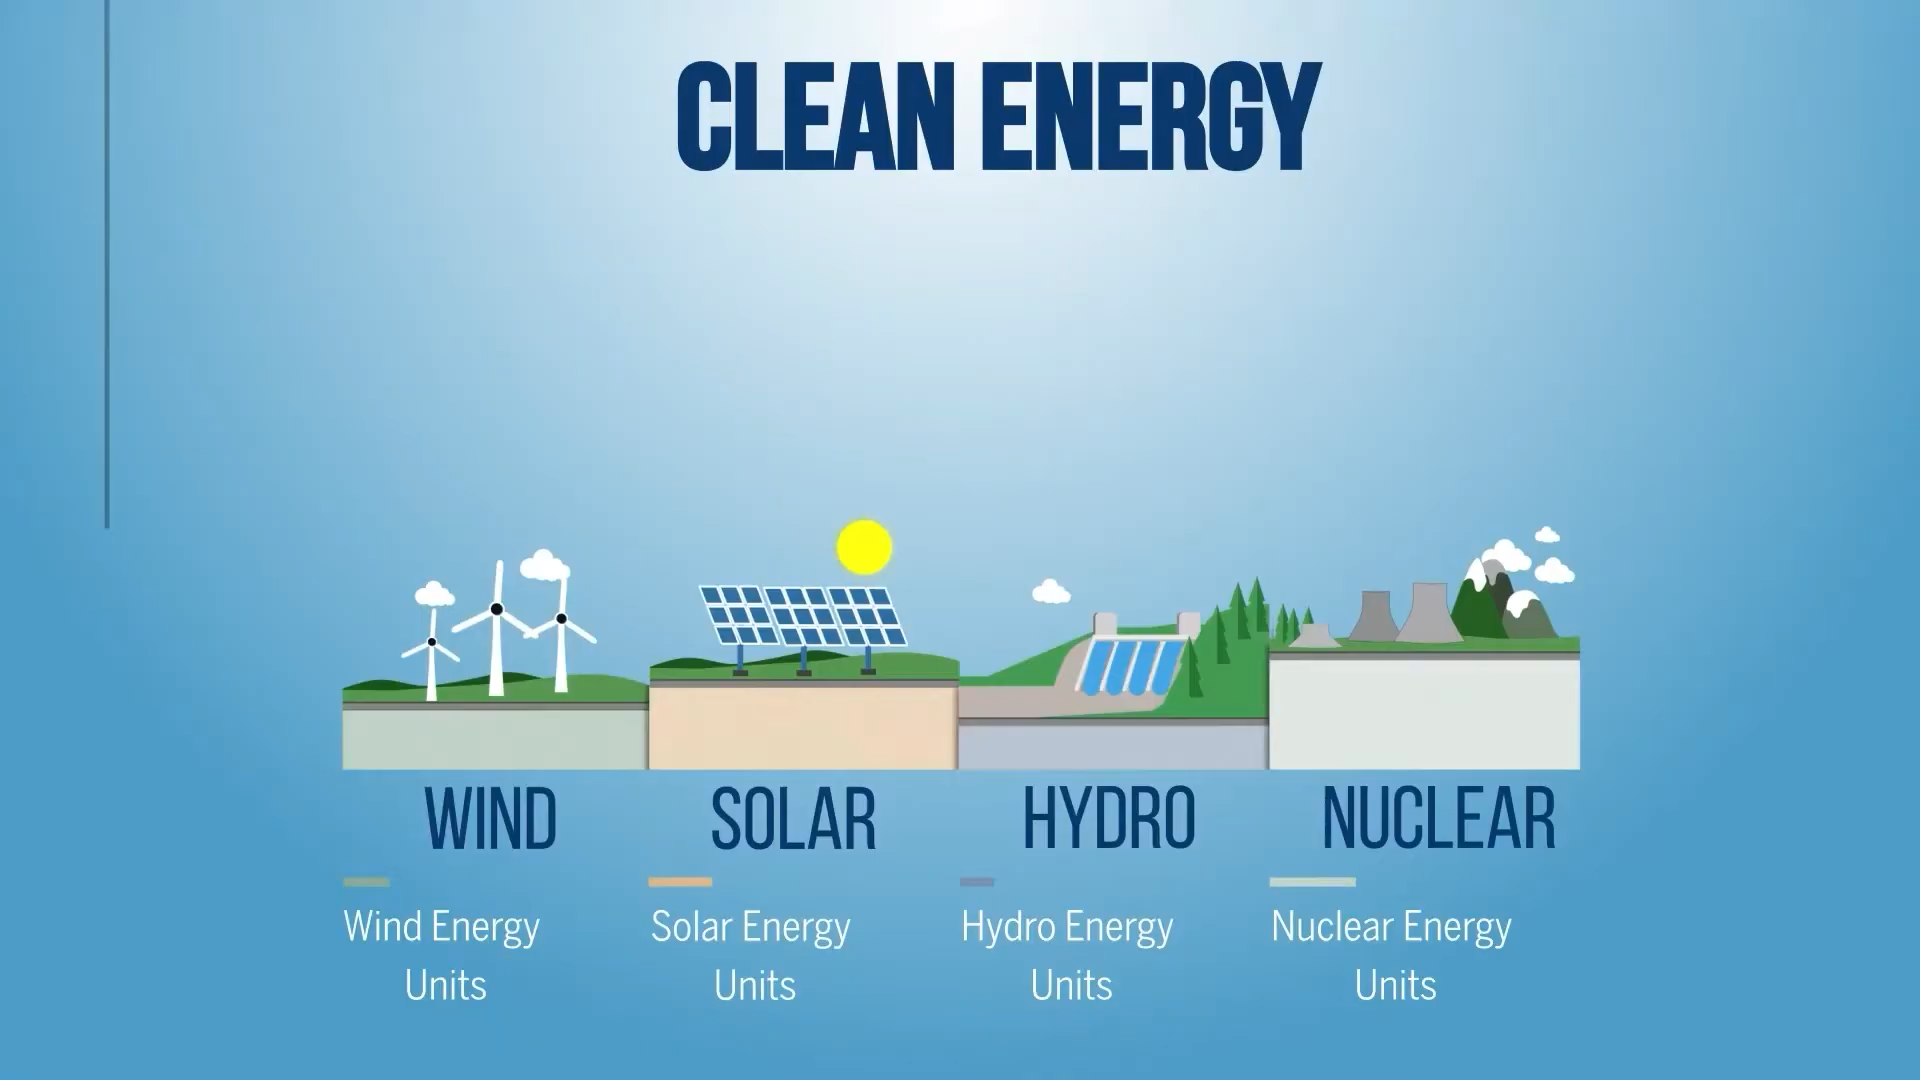 CLEAN ENERGY
WIND
SOLAR
HYDRO
NUCLEAR
Wind Energy
Units
Solar Energy
Units
Hydro Energy
Units
Nuclear Energy
Units